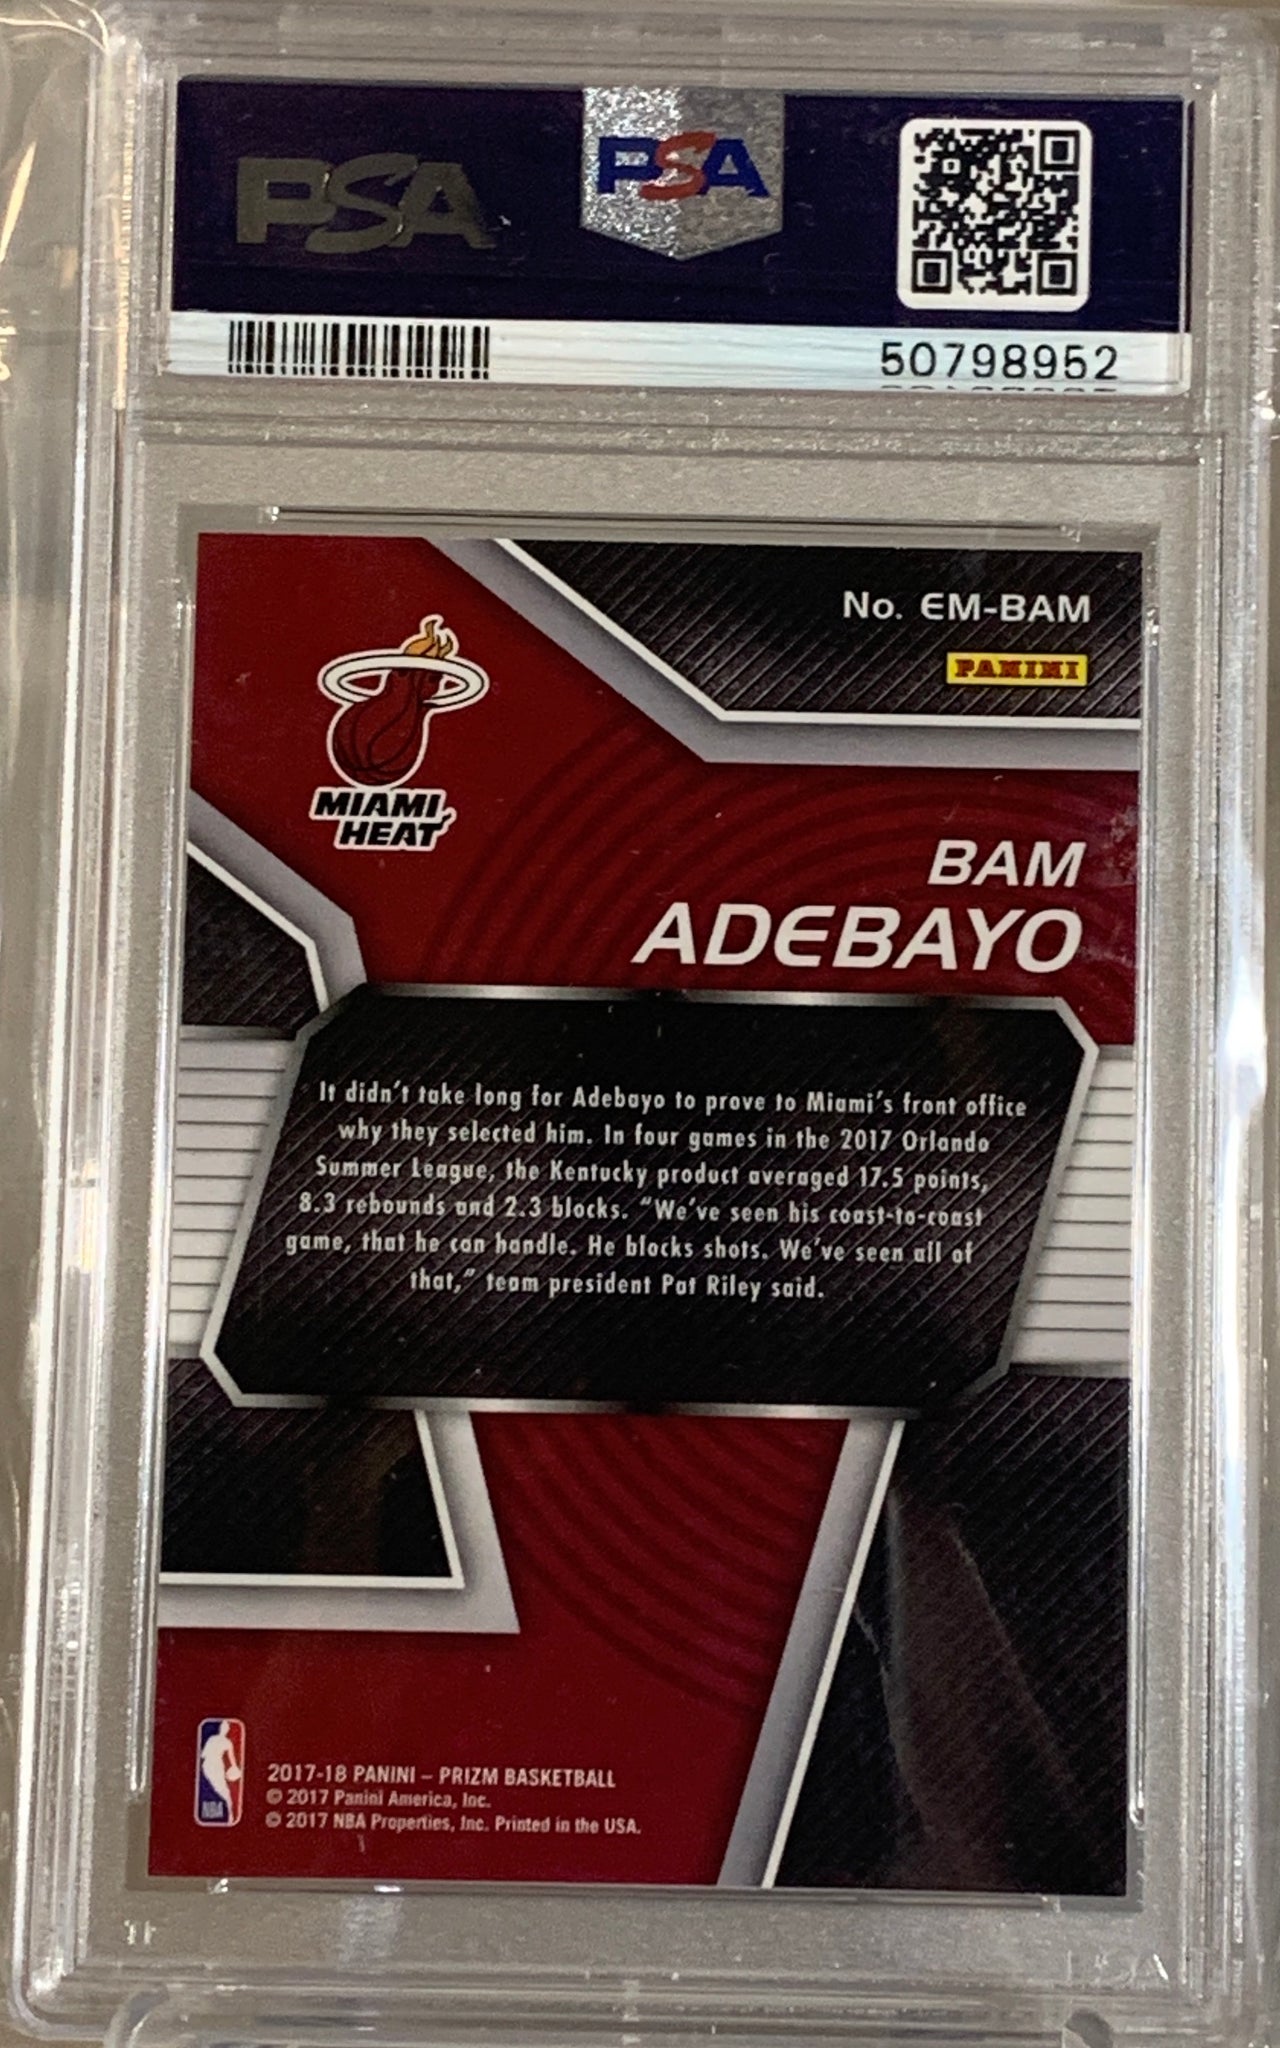 PSA
PSA
50798952
No. EM-BAM
PANINI
MIAMI
HEAT
BAM
ADEBAYO
It didn't take long for Adebayo to prove to Miami's front office
why they selected him. In four games in the 2017 Orlando
Summer League, the Kentucky product averaged 17.5 points,
8.3 rebounds and 2.3 blocks. "We've seen his coast-to-coast
game, that he can handle. He blocks shots. We've seen all of
that," team president Pat Riley said.
NBA
2017-18 PANINI – PRIZM BASKETBALL
© 2017 Panini America, Inc.
© 2017 NBA Properties, Inc. Printed in the USA.